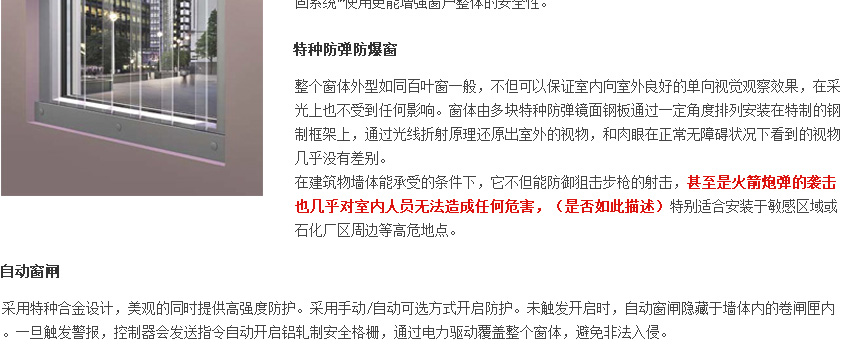 固系统"使用更能增强窗户整体的安全性。
特种防弹防爆窗
整个窗体外型如同百叶窗一般，不但可以保证室内向室外良好的单向视觉观察效果，在采
光上也不受到任何影响。窗体由多块特种防弹镜面钢板通过一定角度排列安装在特制的钢
制框架上，通过光线折射原理还原出室外的视物，和肉眼在正常无障碍状况下看到的视物
几乎没有差别。
在建筑物墙体能承受的条件下，它不但能防御狙击步枪的射击，甚至是火箭炮弹的袭击
也几乎对室内人员无法造成任何危害，（是否如此描述）特别适合安装于敏感区域或
石化厂区周边等高危地点。
自动窗闸
采用特种合金设计，美观的同时提供高强度防护。采用手动/自动可选方式开启防护。未触发开启时，自动窗闸隐藏于墙体内的卷闸匣内
。一旦触发警报，控制器会发送指令自动开启铝轧制安全格栅，通过电力驱动覆盖整个窗体，避免非法入侵。